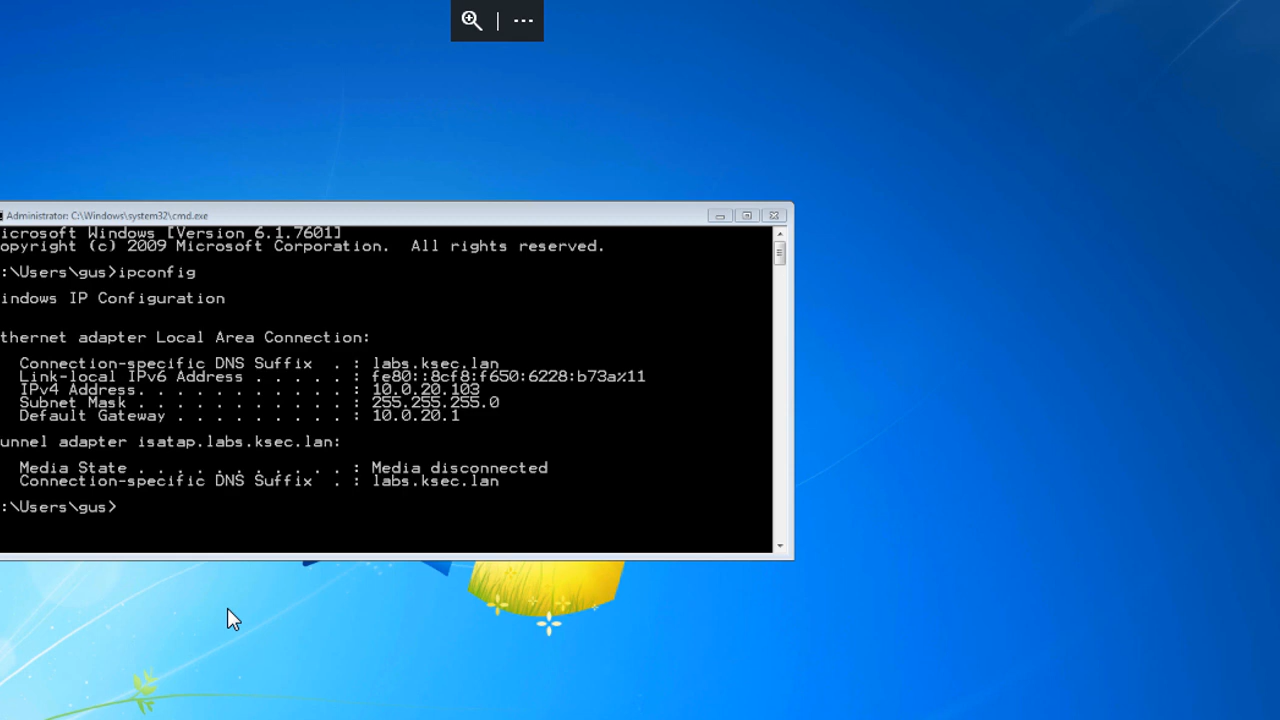 Administrator: C:\Windows\system32\cmd.exe
icrosoft Windows [Version 6.1.7601]
opyright (c) 2009 Microsoft Corporation.  All rights reserved.
:\Users\gus>ipconfig
indows IP Configuration
thernet adapter Local Area Connection:
Connection-specific DNS Suffix  . : labs.ksec.lan
Link-local IPv6 Address . . . . . : fe80::8cf8:f650:6228:b73a%11
IPv4 Address. . . . . . . . . . . : 10.0.20.103
Subnet Mask . . . . . . . . . . . : 255.255.255.0
Default Gateway . . . . . . . . . : 10.0.20.1
unnel adapter isatap.labs.ksec.lan:
Media State . . . . . . . . . . . : Media disconnected
Connection-specific DNS Suffix  . : labs.ksec.lan
:\Users\gus>